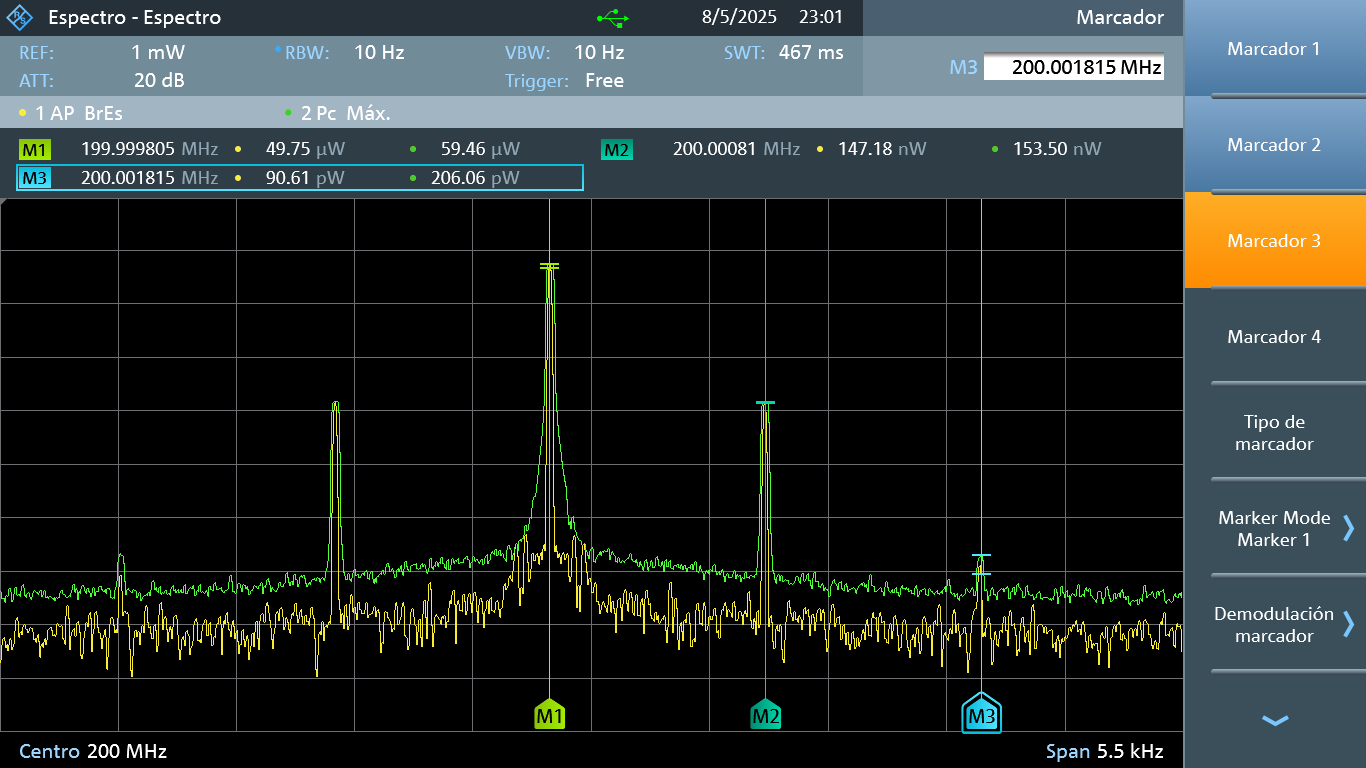 Espectro - Espectro 8/5/2025 23:01 Marcador
REF: 1 mW RBW: 10 Hz VBW: 10 Hz SWT: 467 ms
ATT: 20 dB Trigger: Free
M3 200.001815 MHz
1 AP BrEs 2 Pc Máx.
M1 199.999805 MHz 49.75 µW 59.46 µW M2 200.00081 MHz 147.18 nW 153.50 nW
M3 200.001815 MHz 90.61 pW 206.06 pW
M1 M2 M3
Centro 200 MHz Span 5.5 kHz
Marcador 1
Marcador 2
Marcador 3
Marcador 4
Tipo de
marcador
Marker Mode
Marker 1
Demodulación
marcador